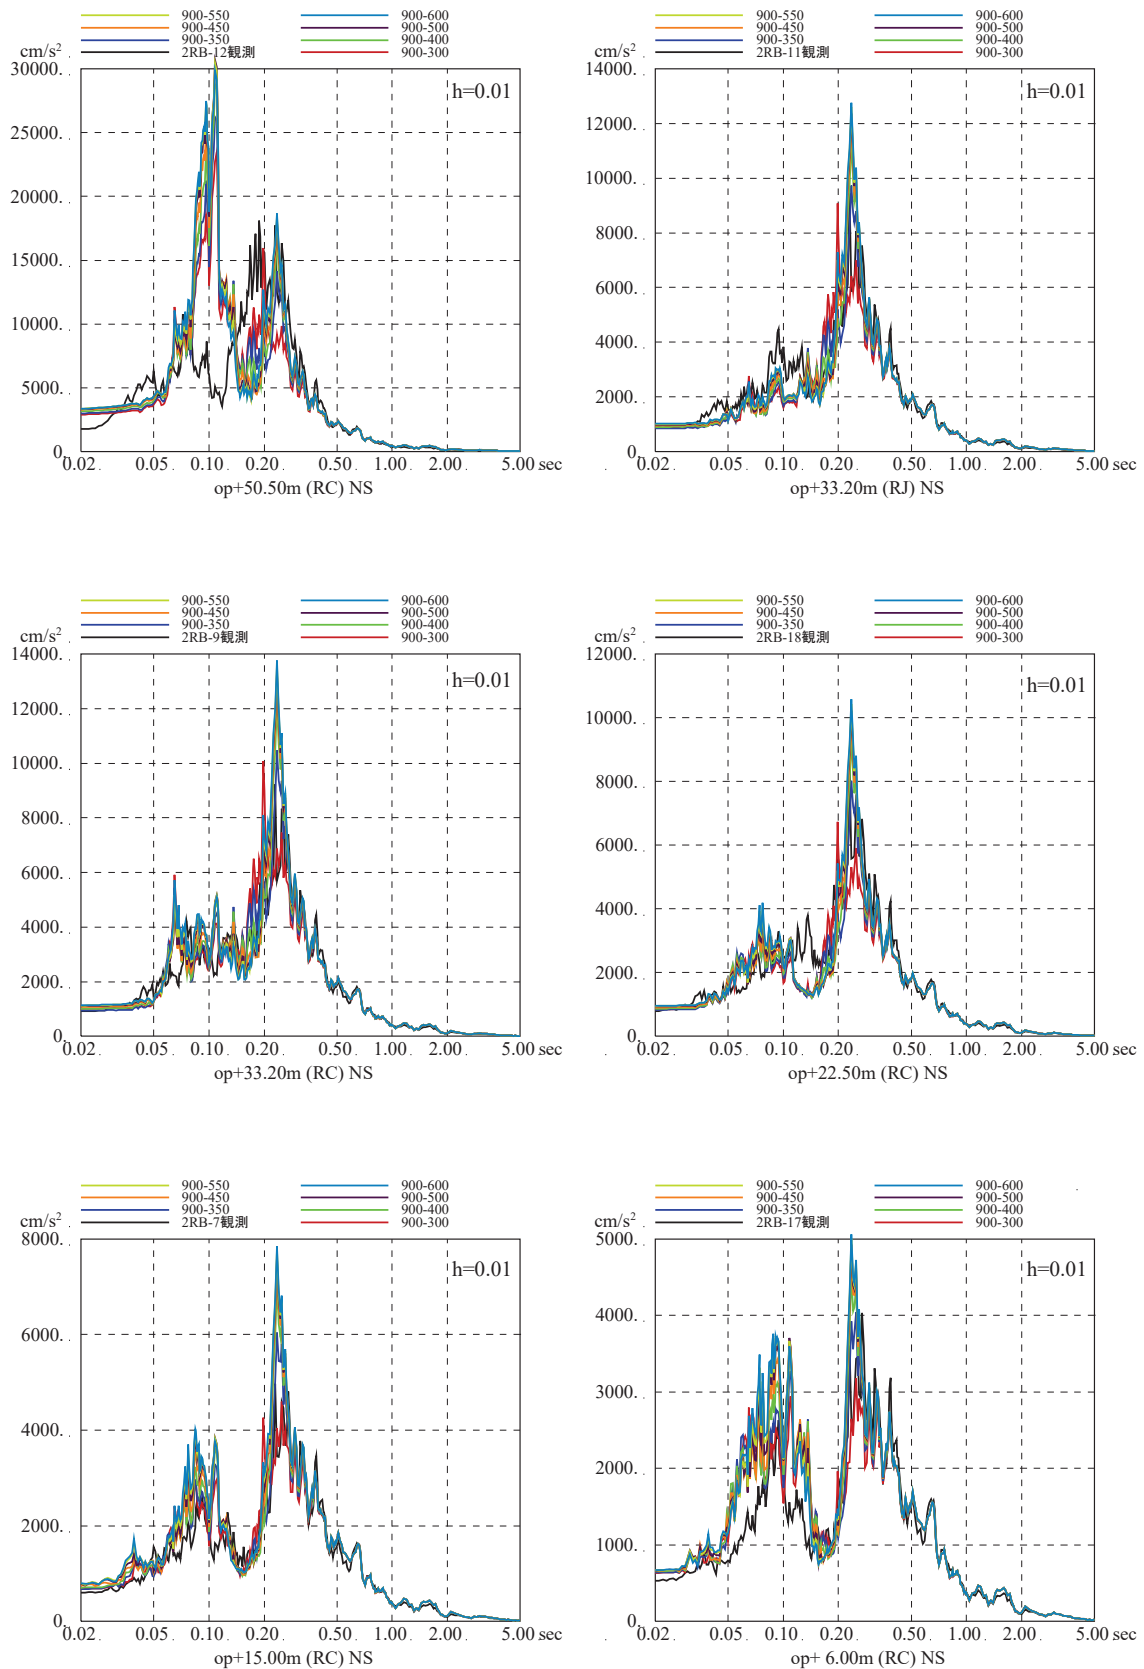 900-550 900-600
900-450 900-500
900-350 900-400
cm/s2 2RB-12観測 900-300
30000.
h=0.01
25000.
20000.
15000.
10000.
5000.
0.
0.02 0.05 0.10 0.20 0.50 1.00 2.00 5.00 sec
op+50.50m (RC) NS
900-550 900-600
900-450 900-500
900-350 900-400
cm/s2 2RB-11観測 900-300
14000.
h=0.01
12000.
10000.
8000.
6000.
4000.
2000.
0.
0.02 0.05 0.10 0.20 0.50 1.00 2.00 5.00 sec
op+33.20m (RJ) NS
900-550 900-600
900-450 900-500
900-350 900-400
cm/s2 2RB-9観測 900-300
14000.
h=0.01
12000.
10000.
8000.
6000.
4000.
2000.
0.
0.02 0.05 0.10 0.20 0.50 1.00 2.00 5.00 sec
op+33.20m (RC) NS
900-550 900-600
900-450 900-500
900-350 900-400
cm/s2 2RB-18観測 900-300
12000.
h=0.01
10000.
8000.
6000.
4000.
2000.
0.
0.02 0.05 0.10 0.20 0.50 1.00 2.00 5.00 sec
op+22.50m (RC) NS
900-550 900-600
900-450 900-500
900-350 900-400
cm/s2 2RB-7観測 900-300
8000.
h=0.01
6000.
4000.
2000.
0.
0.02 0.05 0.10 0.20 0.50 1.00 2.00 5.00 sec
op+15.00m (RC) NS
900-550 900-600
900-450 900-500
900-350 900-400
cm/s2 2RB-17観測 900-300
5000.
h=0.01
4000.
3000.
2000.
1000.
0.
0.02 0.05 0.10 0.20 0.50 1.00 2.00 5.00 sec
op+ 6.00m (RC) NS